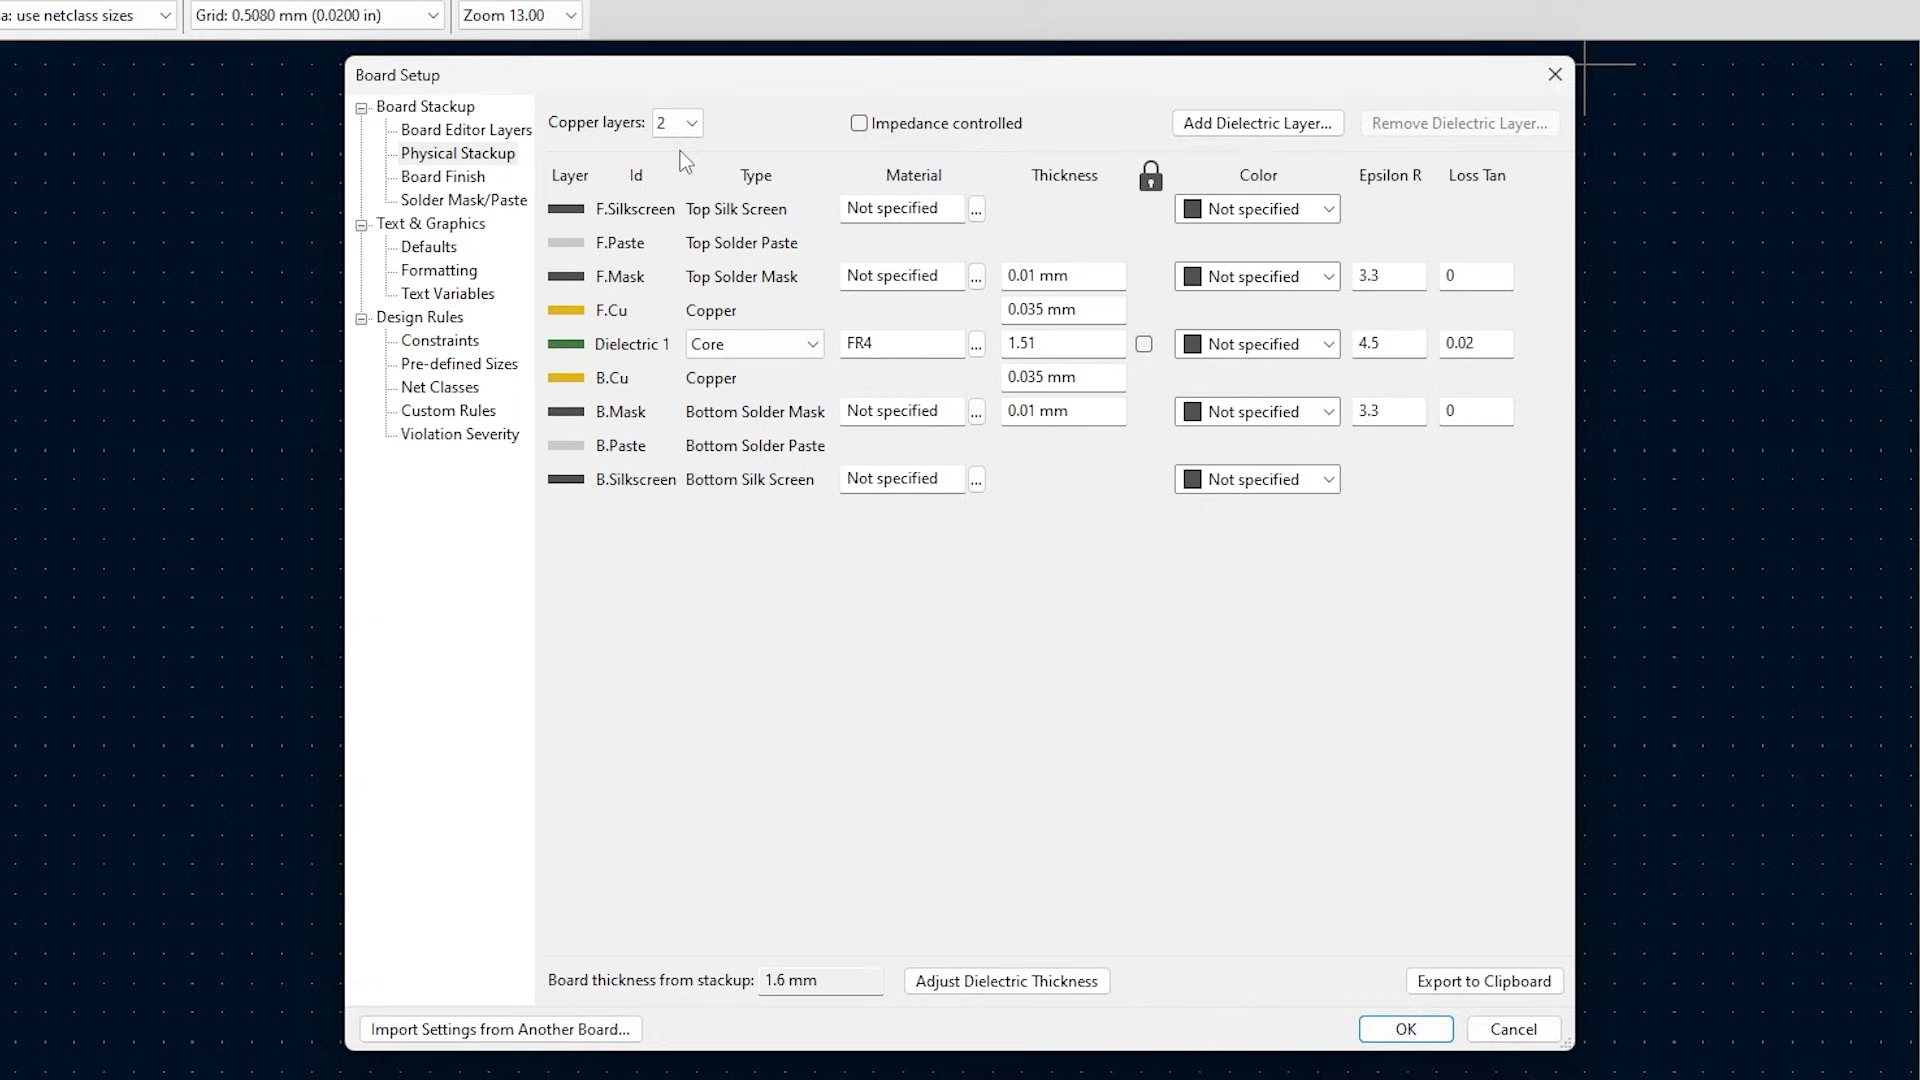 a: use netclass sizes Grid: 0.5080 mm (0.0200 in) Zoom 13.00
Board Setup
Board Stackup
Board Editor Layers
Physical Stackup
Board Finish
Solder Mask/Paste
Text & Graphics
Defaults
Formatting
Text Variables
Design Rules
Constraints
Pre-defined Sizes
Net Classes
Custom Rules
Violation Severity
Copper layers: 2 Impedance controlled Add Dielectric Layer... Remove Dielectric Layer...
Layer Id Type Material Thickness Color Epsilon R Loss Tan
F.Silkscreen Top Silk Screen Not specified ... Not specified
F.Paste Top Solder Paste
F.Mask Top Solder Mask Not specified ... 0.01 mm Not specified 3.3 0
F.Cu Copper 0.035 mm
Dielectric 1 Core FR4 ... 1.51 Not specified 4.5 0.02
B.Cu Copper 0.035 mm
B.Mask Bottom Solder Mask Not specified ... 0.01 mm Not specified 3.3 0
B.Paste Bottom Solder Paste
B.Silkscreen Bottom Silk Screen Not specified ... Not specified
Board thickness from stackup: 1.6 mm Adjust Dielectric Thickness Export to Clipboard
Import Settings from Another Board... OK Cancel